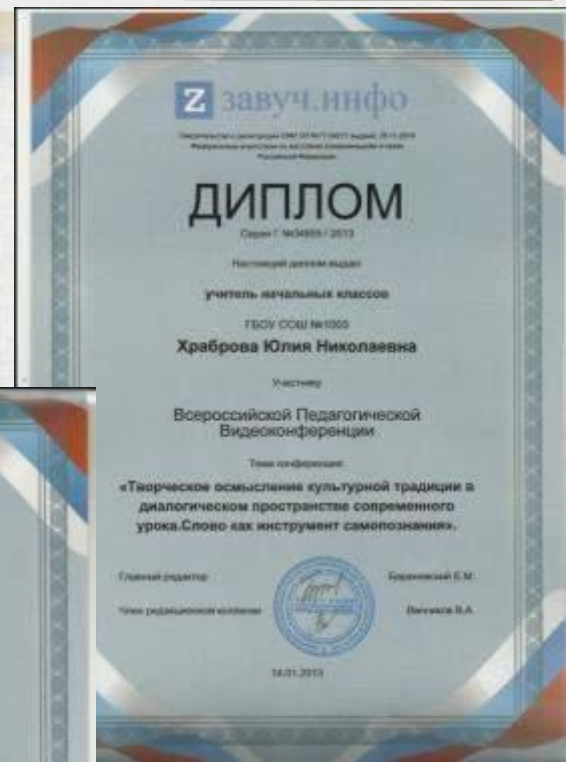 Z завуч.инфо
ДИПЛОМ
Настоящий диплом выдан
учитель начальных классов
ГБОУ СОШ №1003
Храброва Юлия Николаевна
Участнику
Всероссийской Педагогической
Видеоконференции
Тема конференции:
«Творческое осмысление культурной традиции в
диалогическом пространстве современного
урока.Слово как инструмент самопознания».
Главный редактор
Член редакционной коллегии
14.01.2013